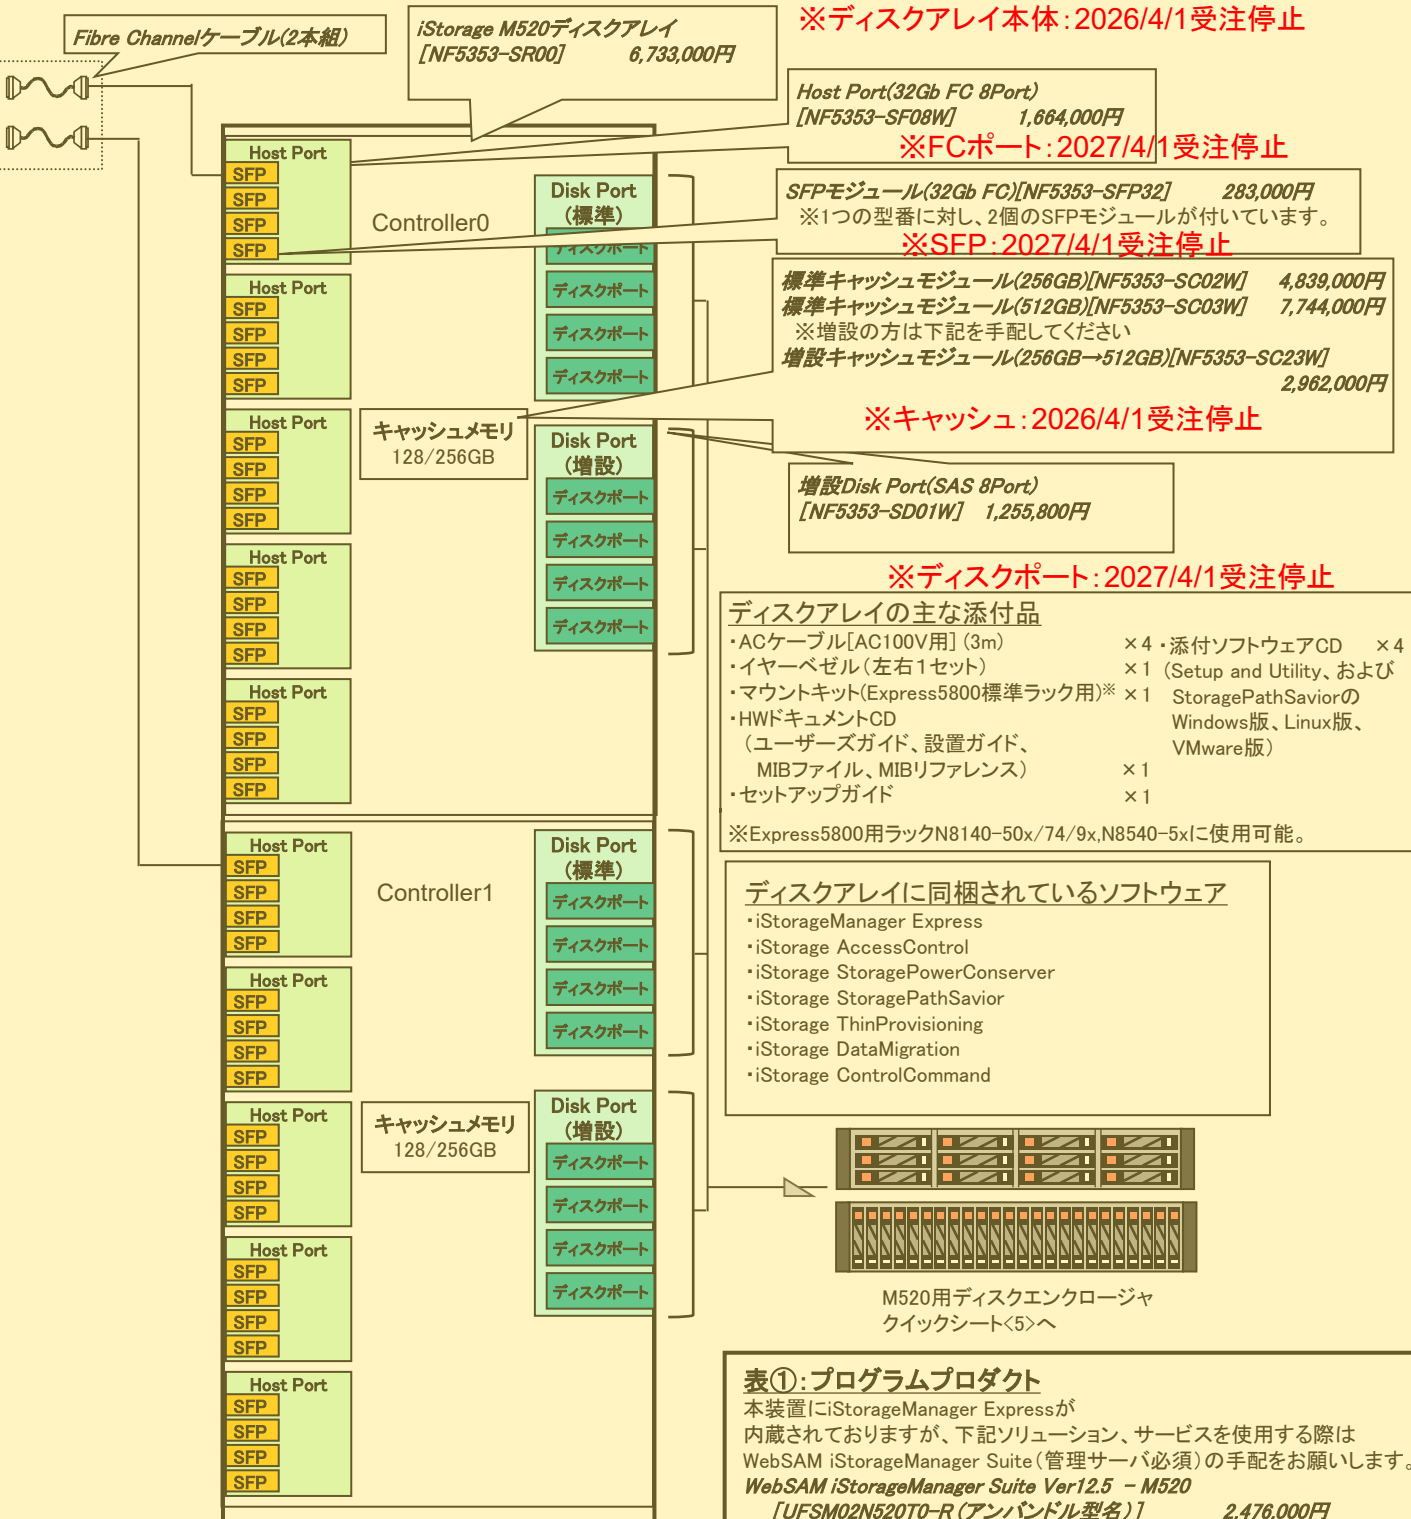 ※ディスクアレイ本体：2026/4/1受注停止
Fibre Channelケーブル(2本組)
iStorage M520ディスクアレイ
[NF5353-SR00] 6,733,000円
Host Port(32Gb FC 8Port)
[NF5353-SF08W] 1,664,000円
※FCポート：2027/4/1受注停止
SFPモジュール(32Gb FC)[NF5353-SFP32] 283,000円
※1つの型番に対し、2個のSFPモジュールが付いています。
※SFP：2027/4/1受注停止
標準キャッシュモジュール(256GB)[NF5353-SC02W] 4,839,000円
標準キャッシュモジュール(512GB)[NF5353-SC03W] 7,744,000円
※増設の方は下記を手配してください
増設キャッシュモジュール(256GB→512GB)[NF5353-SC23W]
2,962,000円
※キャッシュ：2026/4/1受注停止
増設Disk Port(SAS 8Port)
[NF5353-SD01W] 1,255,800円
※ディスクポート：2027/4/1受注停止
Host Port
SFP
SFP
SFP
SFP
Host Port
SFP
SFP
SFP
SFP
Host Port
SFP
SFP
SFP
SFP
Host Port
SFP
SFP
SFP
SFP
Host Port
SFP
SFP
SFP
SFP
Controller0
キャッシュメモリ
128/256GB
Disk Port
（標準）
ディスクポート
ディスクポート
ディスクポート
ディスクポート
Disk Port
（増設）
ディスクポート
ディスクポート
ディスクポート
ディスクポート
Host Port
SFP
SFP
SFP
SFP
Host Port
SFP
SFP
SFP
SFP
Host Port
SFP
SFP
SFP
SFP
Host Port
SFP
SFP
SFP
SFP
Host Port
SFP
SFP
SFP
SFP
Controller1
キャッシュメモリ
128/256GB
Disk Port
（標準）
ディスクポート
ディスクポート
ディスクポート
ディスクポート
Disk Port
（増設）
ディスクポート
ディスクポート
ディスクポート
ディスクポート
ディスクアレイの主な添付品
・ACケーブル[AC100V用] (3m) ×4
・イヤーベゼル（左右１セット） ×1
・マウントキット(Express5800標準ラック用)※ ×1
・HWドキュメントCD
（ユーザーズガイド、設置ガイド、
MIBファイル、MIBリファレンス） ×1
・セットアップガイド ×1
・添付ソフトウェアCD ×4
(Setup and Utility、および
StoragePathSaviorの
Windows版、Linux版、
VMware版）
※Express5800用ラックN8140-50x/74/9x,N8540-5xに使用可能。
ディスクアレイに同梱されているソフトウェア
・iStorageManager Express
・iStorage AccessControl
・iStorage StoragePowerConserver
・iStorage StoragePathSavior
・iStorage ThinProvisioning
・iStorage DataMigration
・iStorage ControlCommand
M520用ディスクエンクロージャ
クイックシート<5>へ
表①：プログラムプロダクト
本装置にiStorageManager Expressが
内蔵されておりますが、下記ソリューション、サービスを使用する際は
WebSAM iStorageManager Suite（管理サーバ必須）の手配をお願いします。
WebSAM iStorageManager Suite Ver12.5 - M520
[UFSM02N520T0-R（アンバンドル型名）] 2,476,000円